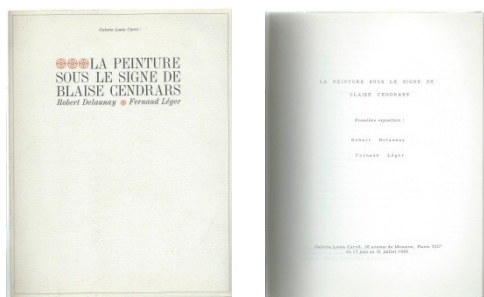 Galerie Louis Carré :
LA PEINTURE
SOUS LE SIGNE DE
BLAISE CENDRARS
Robert Delaunay Fernand Léger
LA PEINTURE SOUS LE SIGNE DE
BLAISE CENDRARS
Première exposition :
Robert Delaunay
Fernand Léger
Galerie Louis Carré, 10 avenue de Messine, Paris VIII
du 17 juin au juillet